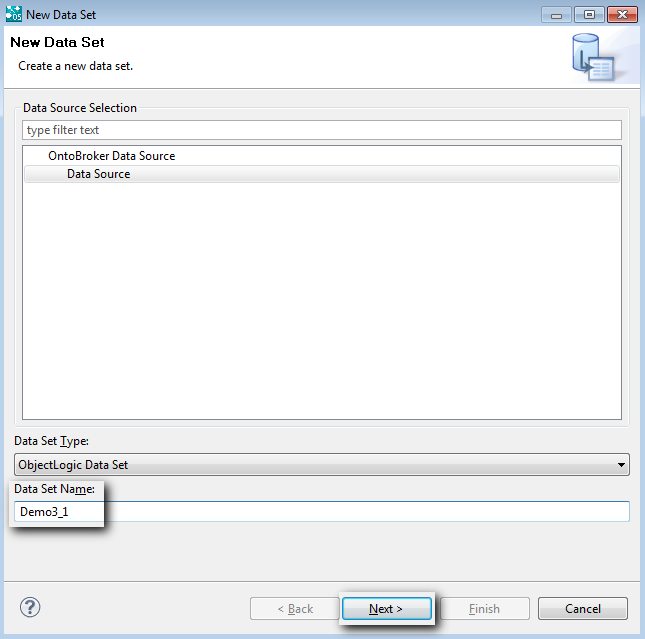 New Data Set
New Data Set
Create a new data set.
Data Source Selection
type filter text
OntoBroker Data Source
Data Source
Data Set Type:
ObjectLogic Data Set
Data Set Name:
Demo3_1
?
< Back Next > Finish Cancel